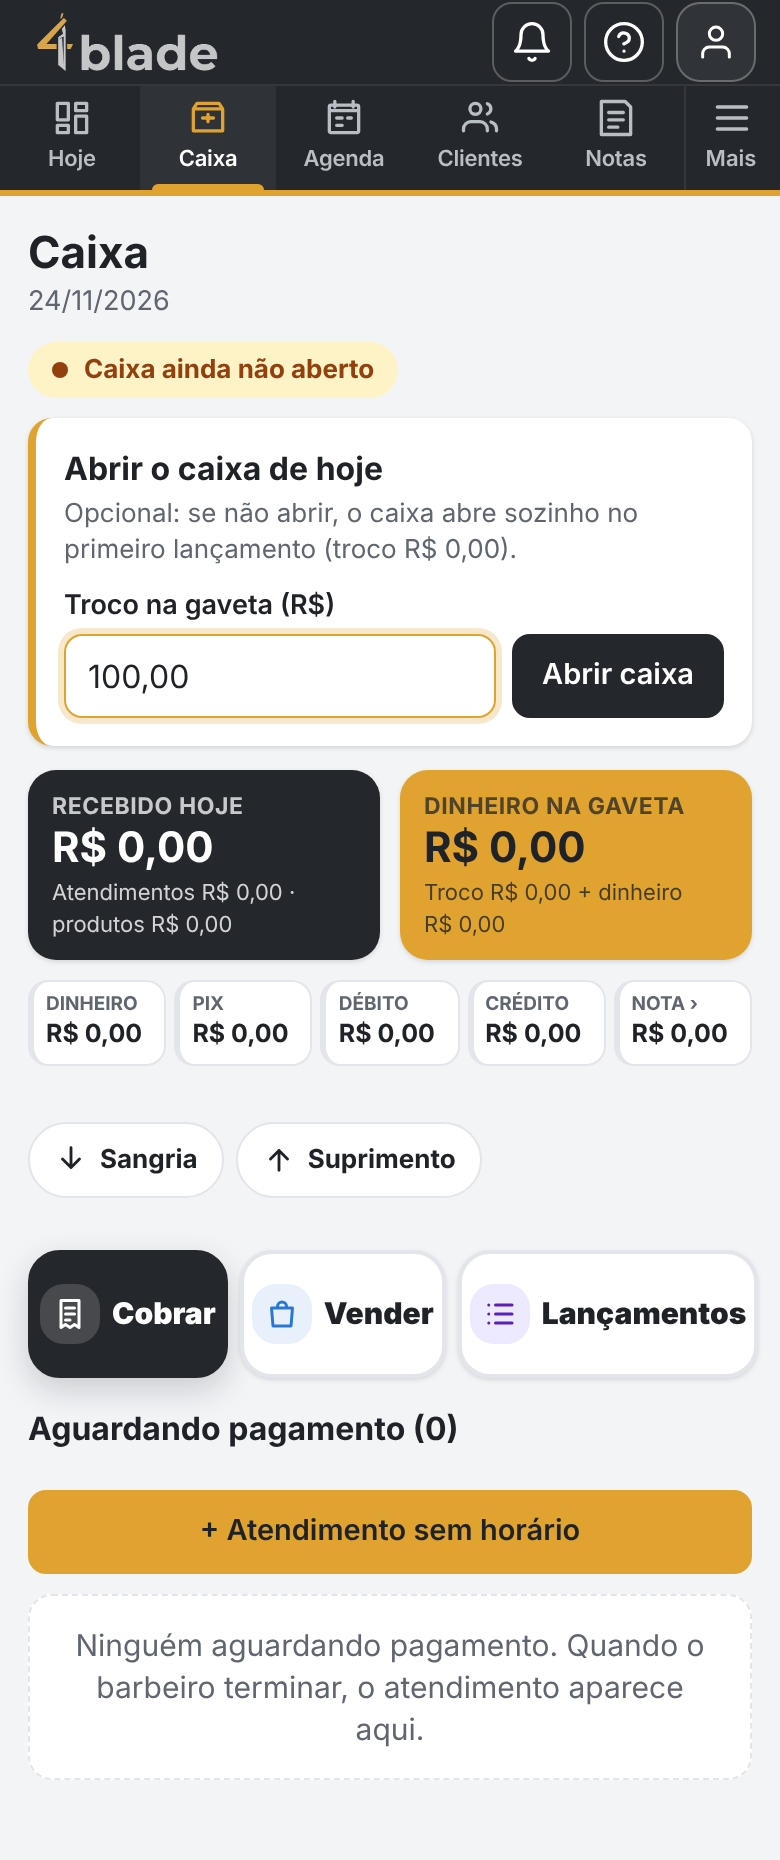 4blade
Hoje
Caixa
Agenda
Clientes
Notas
Mais
Caixa
24/11/2026
Caixa ainda não aberto
Abrir o caixa de hoje
Opcional: se não abrir, o caixa abre sozinho no
primeiro lançamento (troco R$ 0,00).
Troco na gaveta (R$)
100,00
Abrir caixa
RECEBIDO HOJE
R$ 0,00
Atendimentos R$ 0,00 ·
produtos R$ 0,00
DINHEIRO NA GAVETA
R$ 0,00
Troco R$ 0,00 + dinheiro
R$ 0,00
DINHEIRO
R$ 0,00
PIX
R$ 0,00
DÉBITO
R$ 0,00
CRÉDITO
R$ 0,00
NOTA ›
R$ 0,00
↓ Sangria
↑ Suprimento
Cobrar
Vender
Lançamentos
Aguardando pagamento (0)
+ Atendimento sem horário
Ninguém aguardando pagamento. Quando o
barbeiro terminar, o atendimento aparece
aqui.